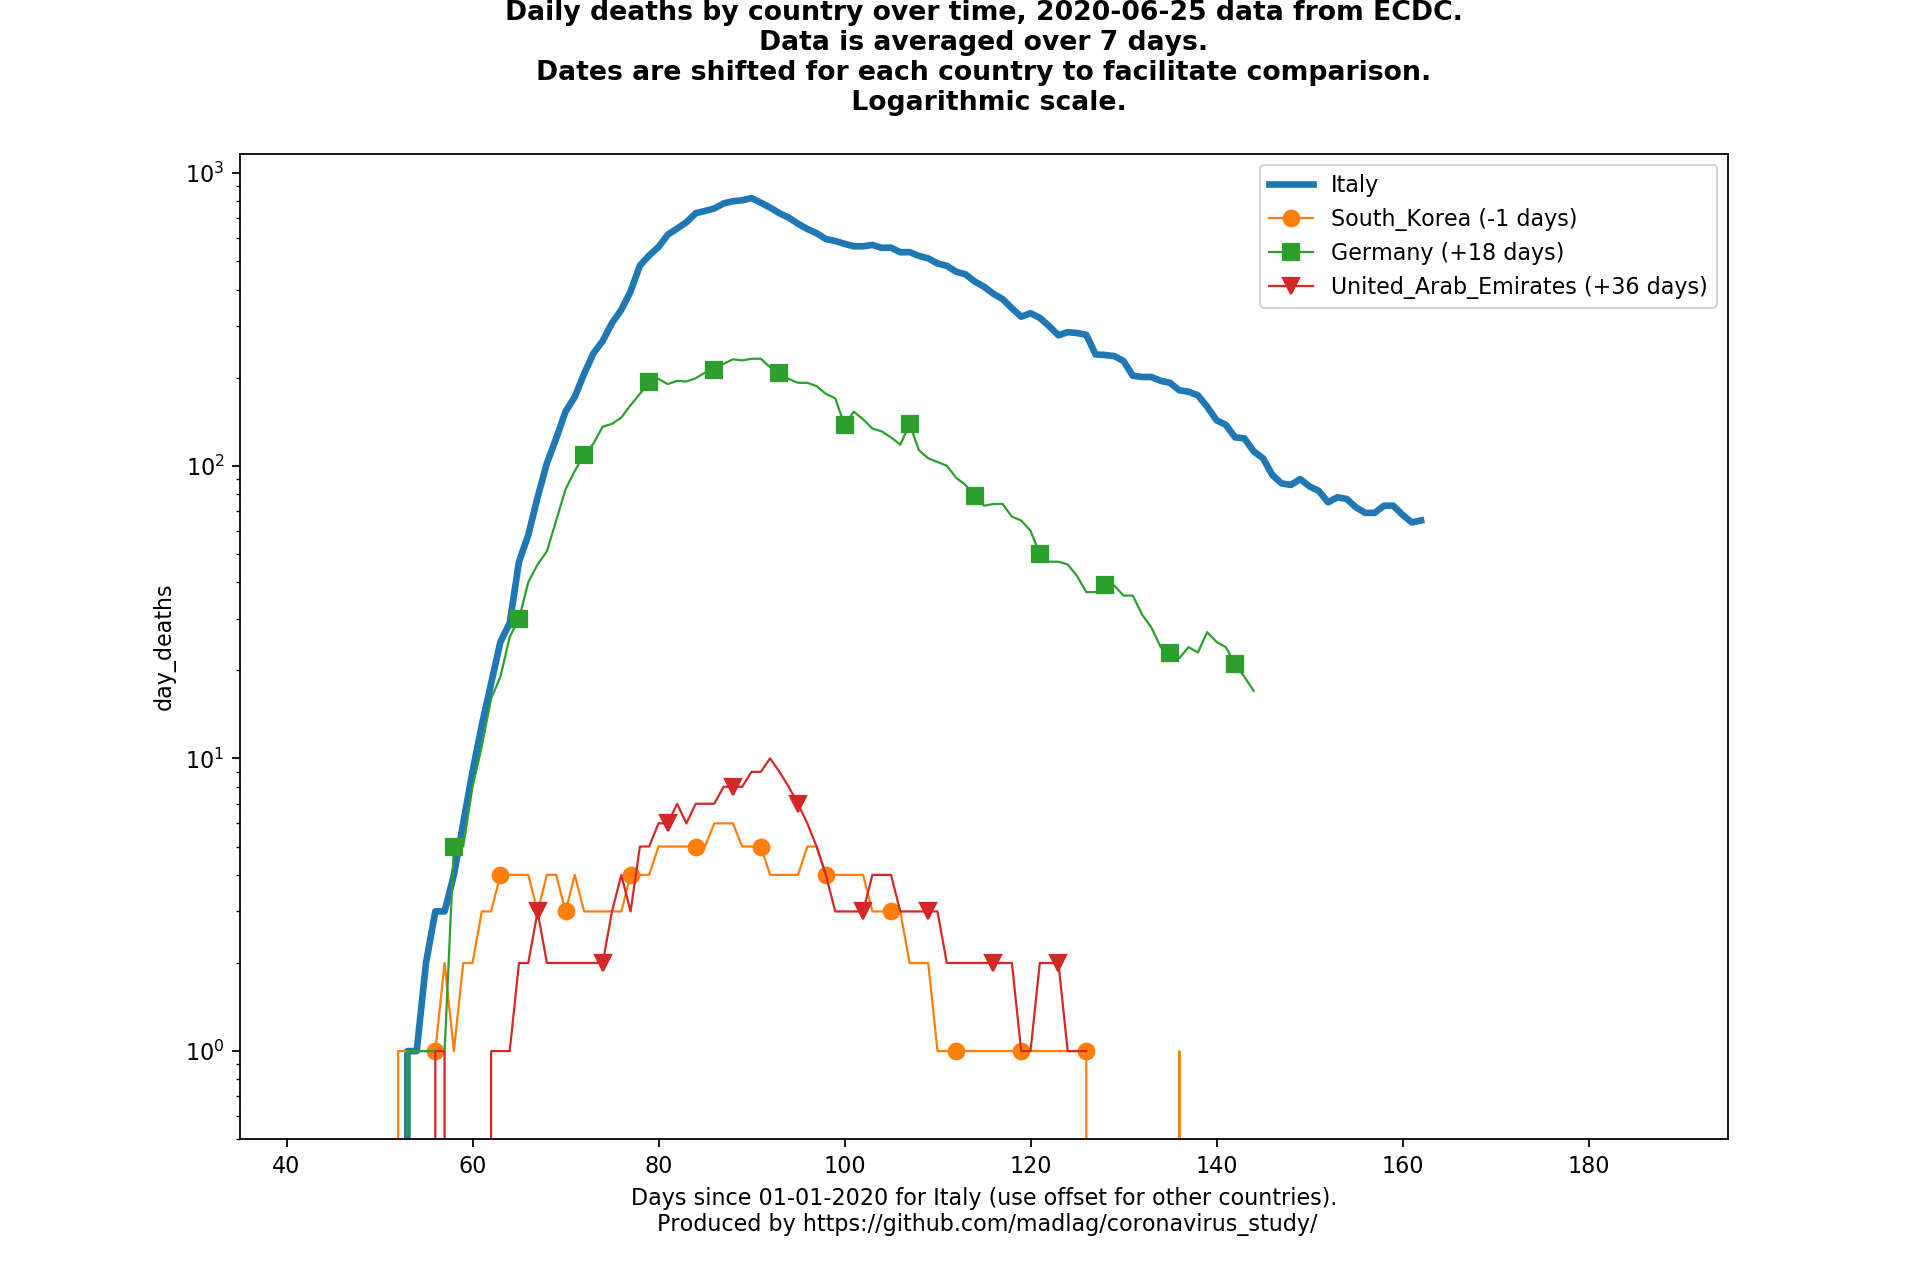 Daily deaths by country over time, 2020-06-25 data from ECDC.
Data is averaged over 7 days.
Dates are shifted for each country to facilitate comparison.
Logarithmic scale.
10³
Italy
South_Korea (-1 days)
Germany (+18 days)
United_Arab_Emirates (+36 days)
10²
day_deaths
10¹
10⁰
40 60 80 100 120 140 160 180
Days since 01-01-2020 for Italy (use offset for other countries).
Produced by https://github.com/madlag/coronavirus_study/